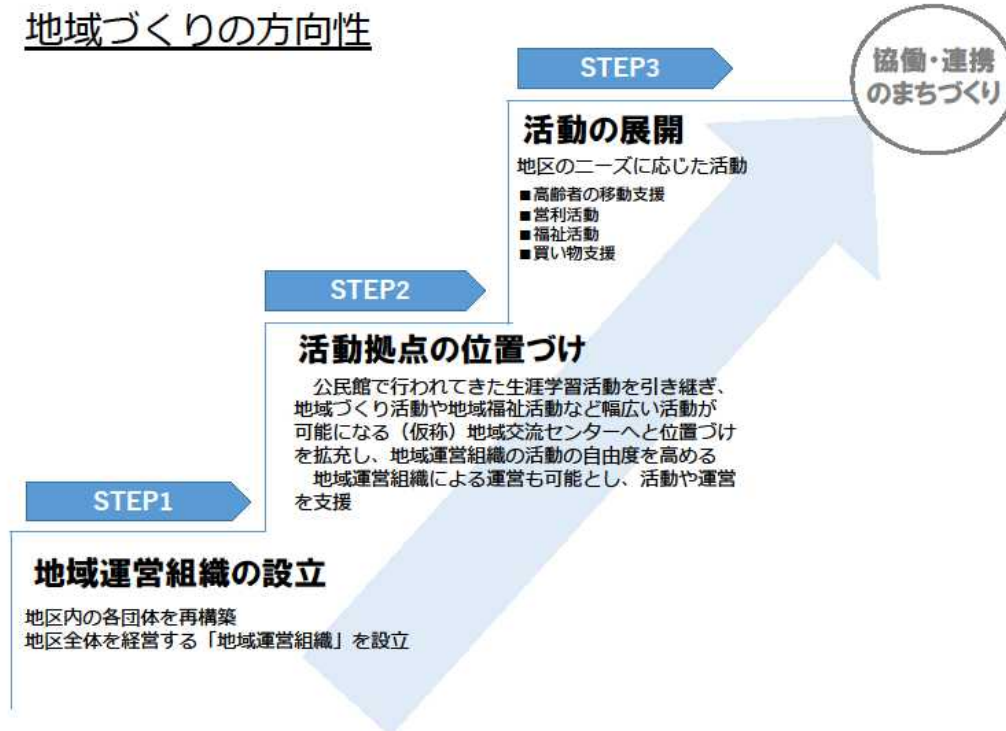 地域づくりの方向性
協働・連携
のまちづくり
STEP3
活動の展開
地区のニーズに応じた活動
■高齢者の移動支援
■営利活動
■福祉活動
■買い物支援
STEP2
活動拠点の位置づけ
　公民館で行われてきた生涯学習活動を引き継ぎ、
地域づくり活動や地域福祉活動など幅広い活動が
可能になる（仮称）地域交流センターへと位置づけ
を拡充し、地域運営組織の活動の自由度を高める
　地域運営組織による運営も可能とし、活動や運営
を支援
STEP1
地域運営組織の設立
地区内の各団体を再構築
地区全体を経営する「地域運営組織」を設立